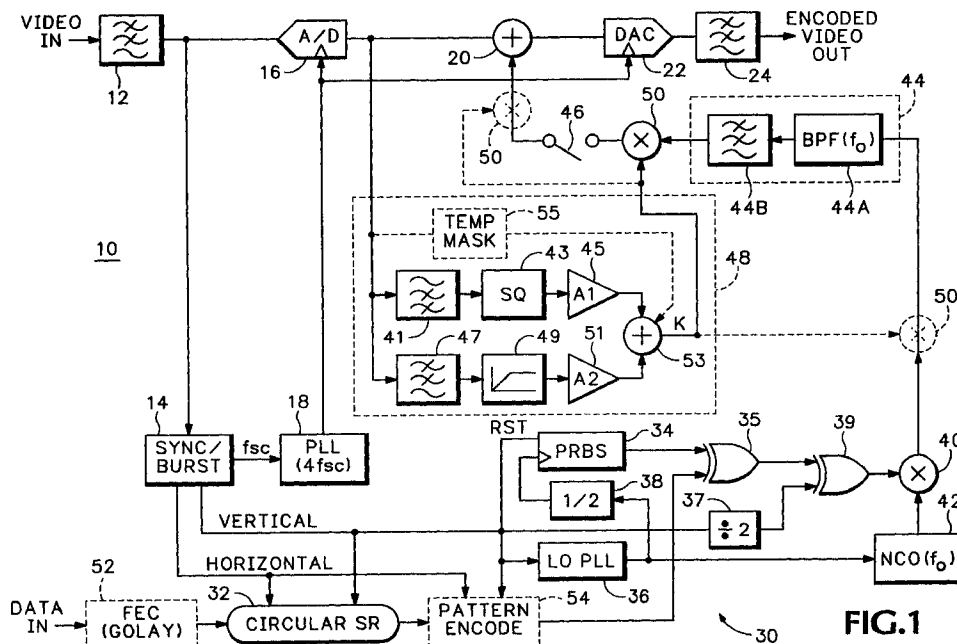 VIDEO
IN
12
A/D
16
20
DAC
22
24
ENCODED
VIDEO
OUT
50
46
50
44
44B
BPF(fo)
44A
10
TEMP
MASK
55
48
41
43
SQ
45
A1
K
53
47
49
51
A2
50
14
SYNC/
BURST
fsc
18
PLL
(4fsc)
RST
34
PRBS
35
39
40
1/2
38
37
÷2
42
NCO(fo)
VERTICAL
HORIZONTAL
LO PLL
36
52
DATA
IN
FEC
(GOLAY)
32
CIRCULAR SR
PATTERN
ENCODE
54
30
FIG.1